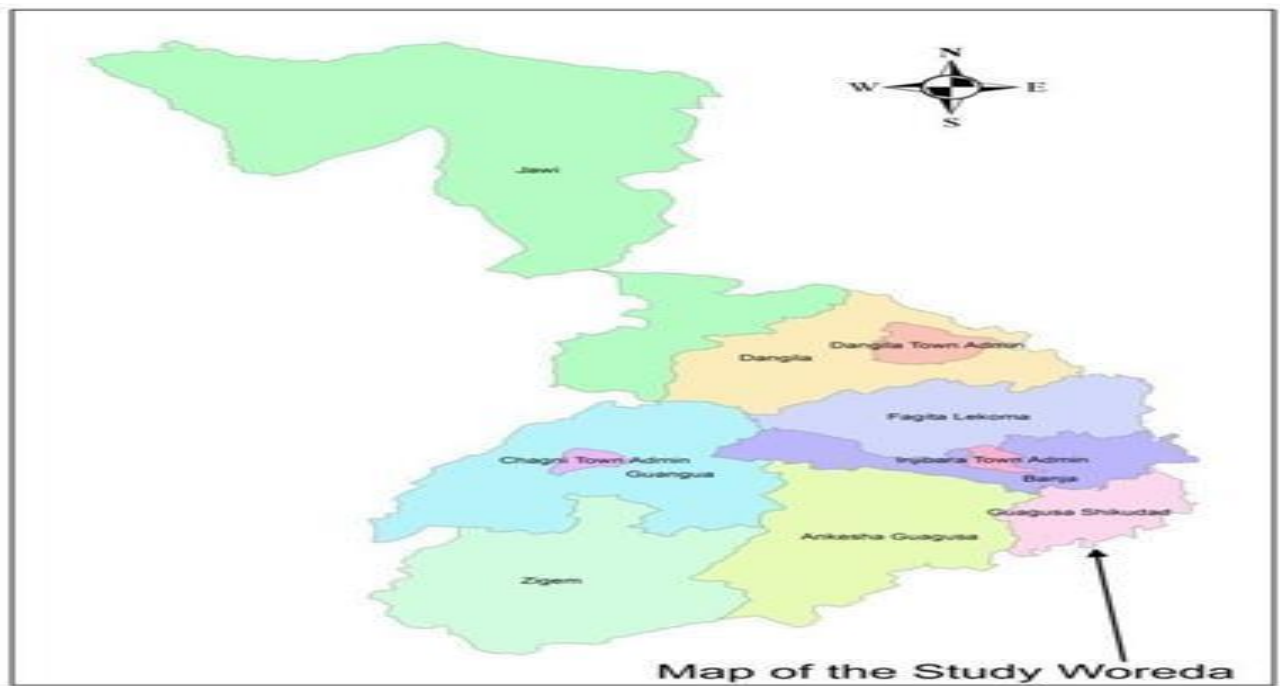 N
W E
S
Jawi
Dangila Town Admin
Dangila
Fagita Lekoma
Chagni Town Admin
Injibara Town Admin
Guangua
Banja
Guagusa Shikudad
Ankesha Guagusa
Zigem
Map of the Study Woreda